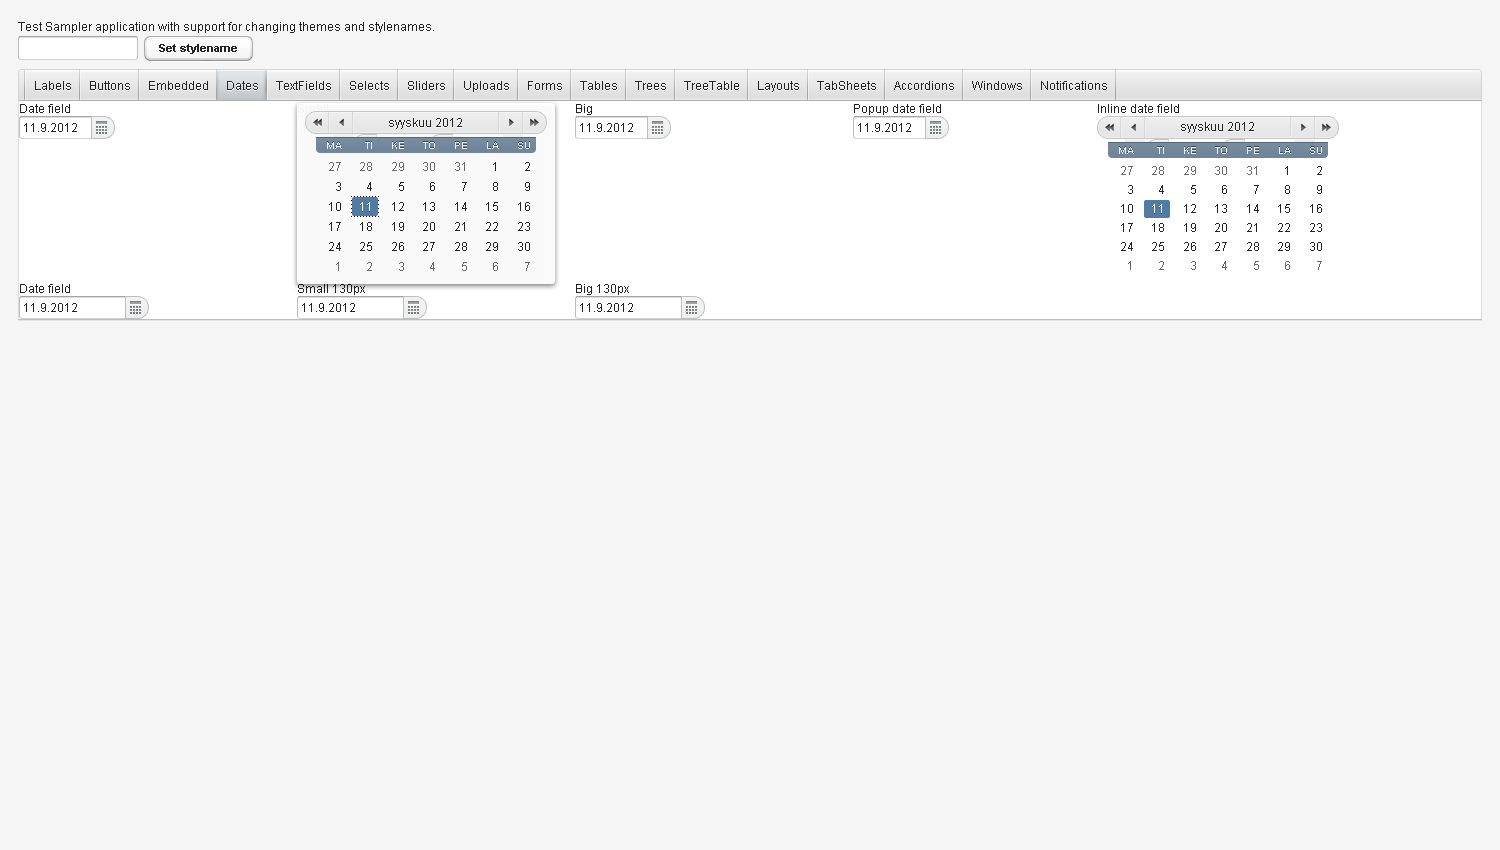 Test Sampler application with support for changing themes and stylenames.
Set stylename
Labels Buttons Embedded Dates TextFields Selects Sliders Uploads Forms Tables Trees TreeTable Layouts TabSheets Accordions Windows Notifications
Date field
11.9.2012
syyskuu 2012
MA TI KE TO PE LA SU
27 28 29 30 31 1 2
3 4 5 6 7 8 9
10 11 12 13 14 15 16
17 18 19 20 21 22 23
24 25 26 27 28 29 30
1 2 3 4 5 6 7
Big
11.9.2012
Popup date field
11.9.2012
Inline date field
syyskuu 2012
MA TI KE TO PE LA SU
27 28 29 30 31 1 2
3 4 5 6 7 8 9
10 11 12 13 14 15 16
17 18 19 20 21 22 23
24 25 26 27 28 29 30
1 2 3 4 5 6 7
Date field
11.9.2012
Small 130px
11.9.2012
Big 130px
11.9.2012